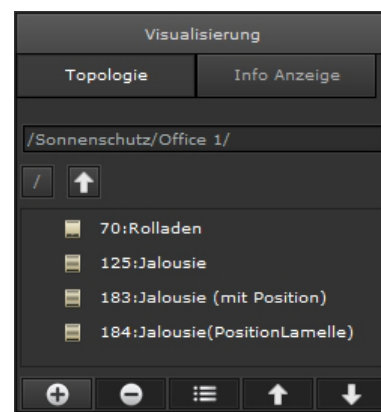 Visualisierung
Topologie Info Anzeige
/Sonnenschutz/Office 1/
/
70:Rolladen
125:Jalousie
183:Jalousie (mit Position)
184:Jalousie(PositionLamelle)